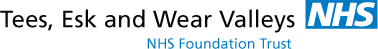 Tees, Esk and Wear Valleys NHS
NHS Foundation Trust